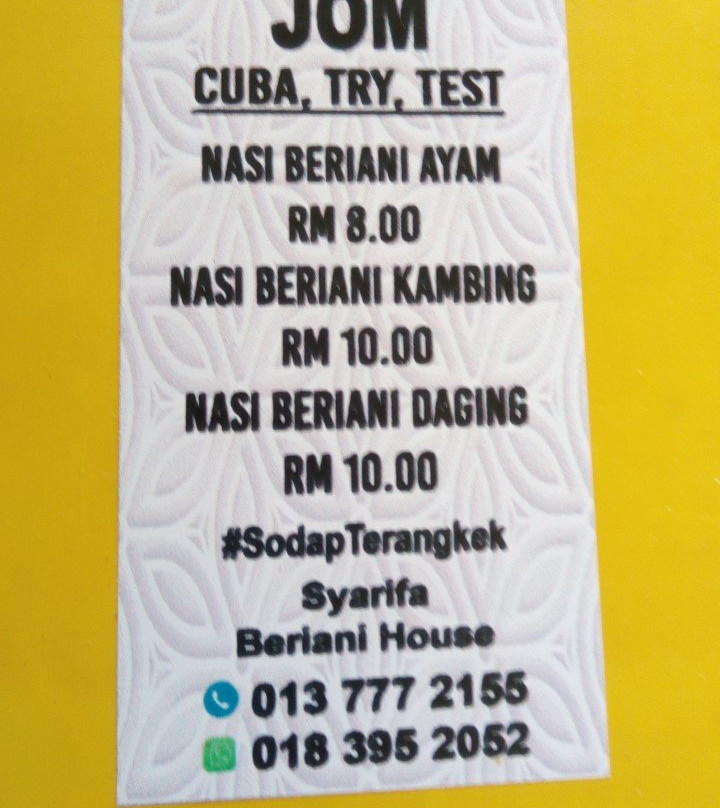 JOM
CUBA, TRY, TEST
NASI BERIANI AYAM
RM 8.00
NASI BERIANI KAMBING
RM 10.00
NASI BERIANI DAGING
RM 10.00
#SodapTerangkek
Syarifa
Beriani House
013 777 2155
018 395 2052